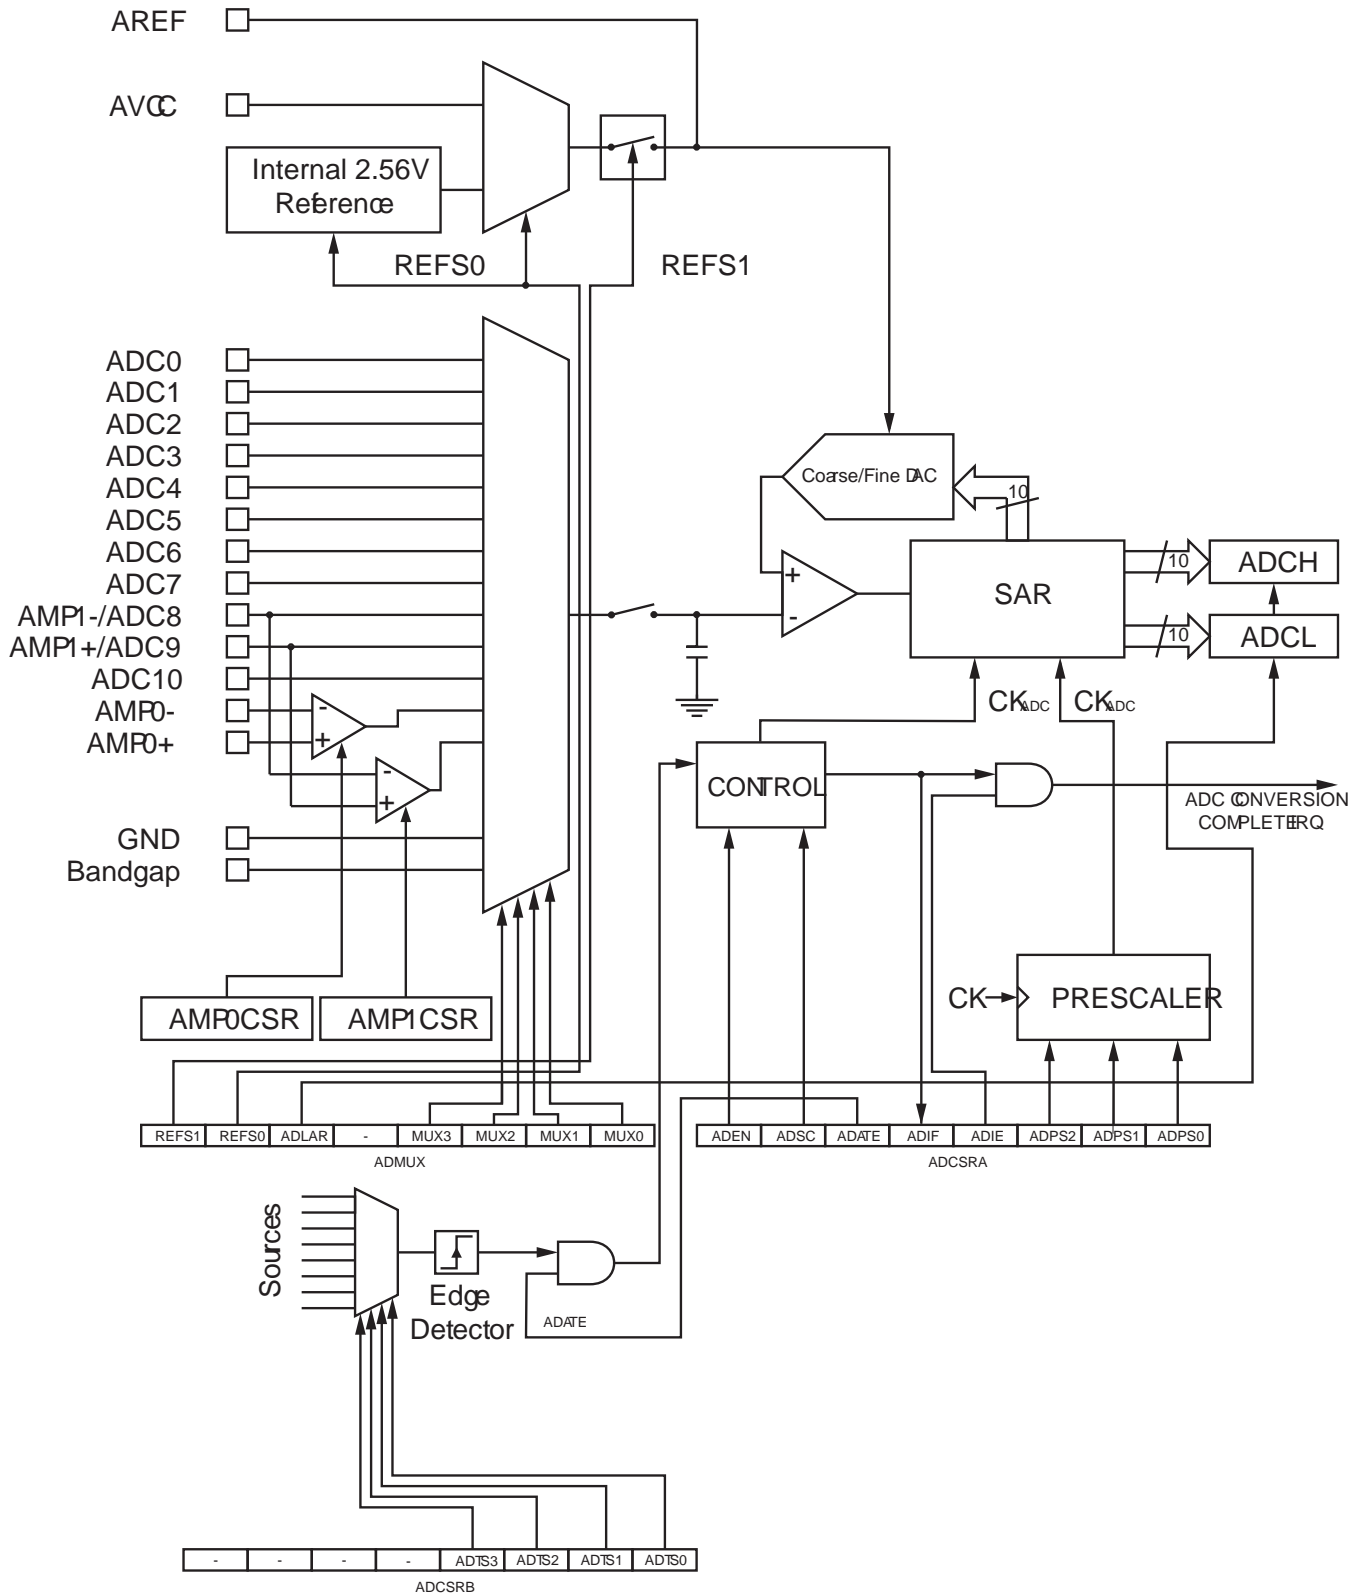 AREF
AVCC
Internal 2.56V
Reference
REFS0
REFS1
ADC0
ADC1
ADC2
ADC3
ADC4
ADC5
ADC6
ADC7
AMP1-/ADC8
AMP1+/ADC9
ADC10
AMP0-
AMP0+
GND
Bandgap
-
+
-
+
Coarse/Fine DAC
10
+
-
SAR
10
ADCH
10
ADCL
CKADC
CKADC
CONTROL
ADC CONVERSION
COMPLETE IRQ
CK
PRESCALER
AMP0CSR
AMP1CSR
REFS1 REFS0 ADLAR - MUX3 MUX2 MUX1 MUX0
ADMUX
ADEN ADSC ADATE ADIF ADIE ADPS2 ADPS1 ADPS0
ADCSRA
Sources
Edge
Detector
ADATE
- - - - ADTS3 ADTS2 ADTS1 ADTS0
ADCSRB